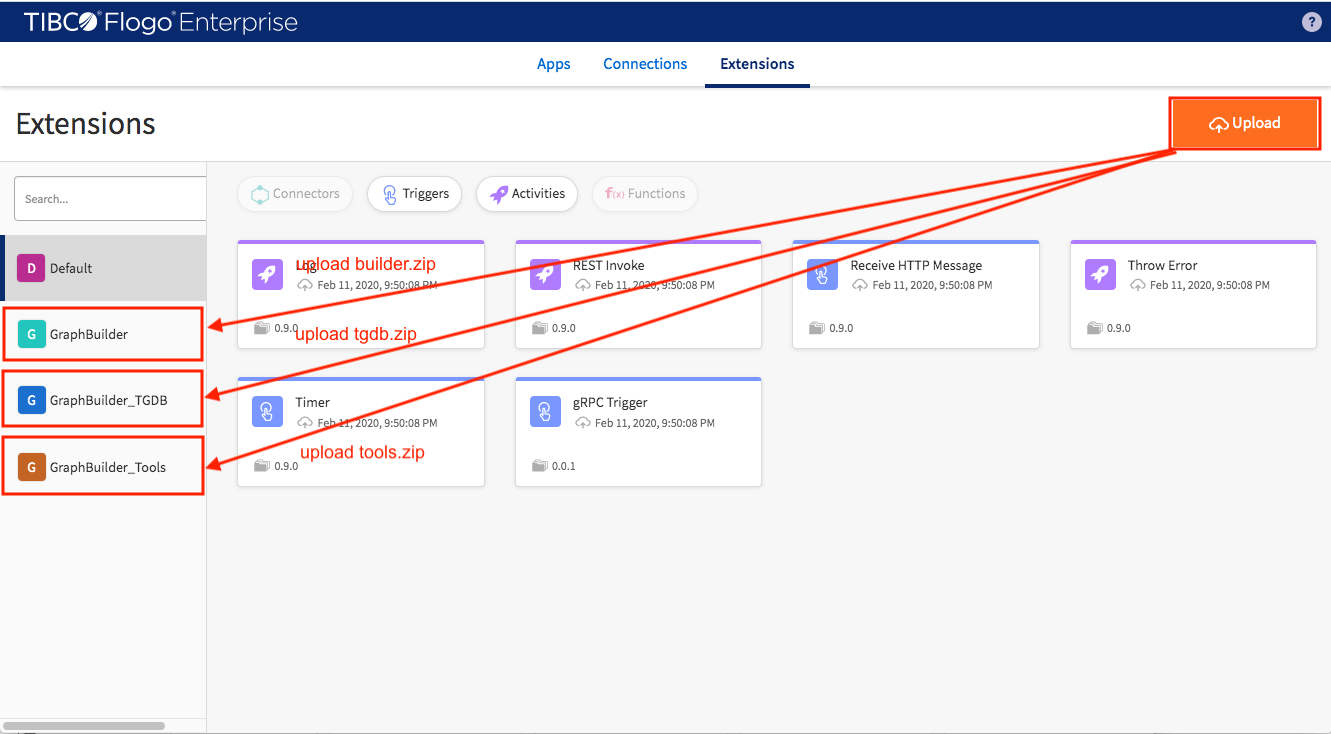 TIBCO® Flogo® Enterprise
?
Apps Connections Extensions
Extensions
Upload
Search...
Connectors Triggers Activities f(x) Functions
D Default
G GraphBuilder
G GraphBuilder_TGDB
G GraphBuilder_Tools
Log
upload builder.zip
Feb 11, 2020, 9:50:08 PM
0.9.0
upload tgdb.zip
REST Invoke
Feb 11, 2020, 9:50:08 PM
0.9.0
Receive HTTP Message
Feb 11, 2020, 9:50:08 PM
0.9.0
Throw Error
Feb 11, 2020, 9:50:08 PM
0.9.0
Timer
Feb 11, 2020, 9:50:08 PM
upload tools.zip
0.9.0
gRPC Trigger
Feb 11, 2020, 9:50:08 PM
0.0.1